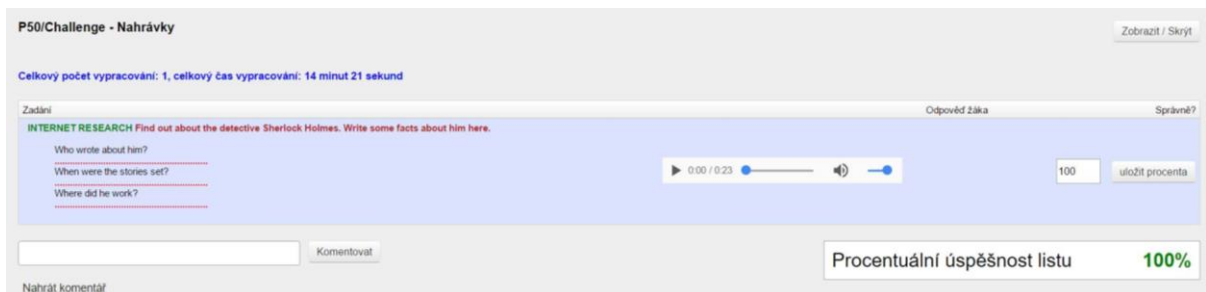 P50/Challenge - Nahrávky
Zobrazit / Skrýt
Celkový počet vypracování: 1, celkový čas vypracování: 14 minut 21 sekund
Zadání Odpověď žáka Správně?
INTERNET RESEARCH Find out about the detective Sherlock Holmes. Write some facts about him here.
Who wrote about him?
When were the stories set?
0:00 / 0:23 100 uložit procenta
Where did he work?
Komentovat
Procentuální úspěšnost listu 100%
Nahrát komentář